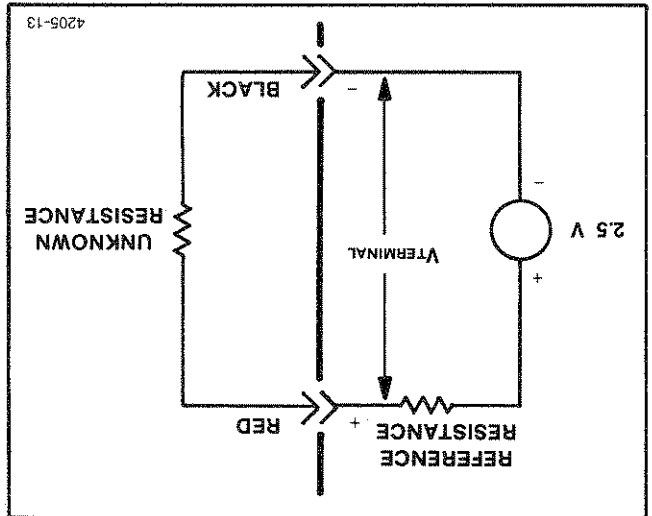 REFERENCE
RESISTANCE
+
RED
+
2.5 V
VTERMINAL
UNKNOWN
RESISTANCE
-
-
BLACK
4205-13